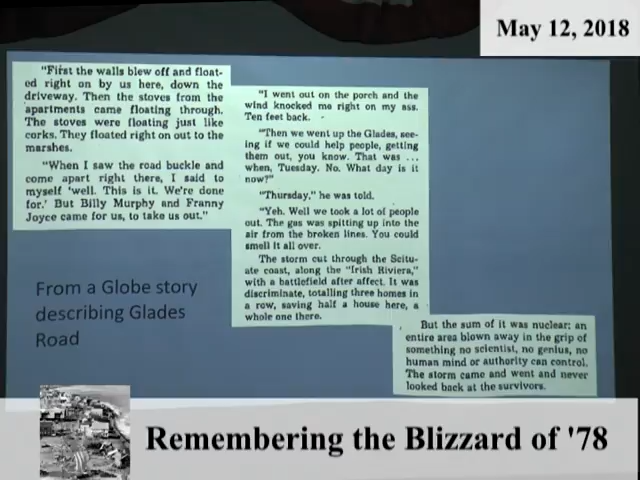 May 12, 2018
"First the walls blew off and float-
ed right on by us here, down the
driveway. Then the stoves from the
apartments came floating through.
The stoves were floating just like
corks. They floated right on out to the
marshes.
"When I saw the road buckle and
come apart right there, I said to
myself 'well. This is it. We're done
for.' But Billy Murphy and Franny
Joyce came for us, to take us out."
"I went out on the porch and the
wind knocked me right on my ass.
Ten feet back.
"Then we went up the Glades, see-
ing if we could help people, getting
them out, you know. That was ...
when, Tuesday. No. What day is it
now?"
"Thursday," he was told.
"Yeh. Well we took a lot of people
out. The gas was spitting up into the
air from the broken lines. You could
smell it all over.
The storm cut through the Scitu-
ate coast, along the "Irish Riviera,"
with a battlefield after affect. It was
discriminate, totalling three homes in
a row, saving half a house here, a
whole one there.
But the sum of it was nuclear: an
entire area blown away in the grip of
something no scientist, no genius, no
human mind or authority can control.
The storm came and went and never
looked back at the survivors.
From a Globe story
describing Glades
Road
Remembering the Blizzard of '78